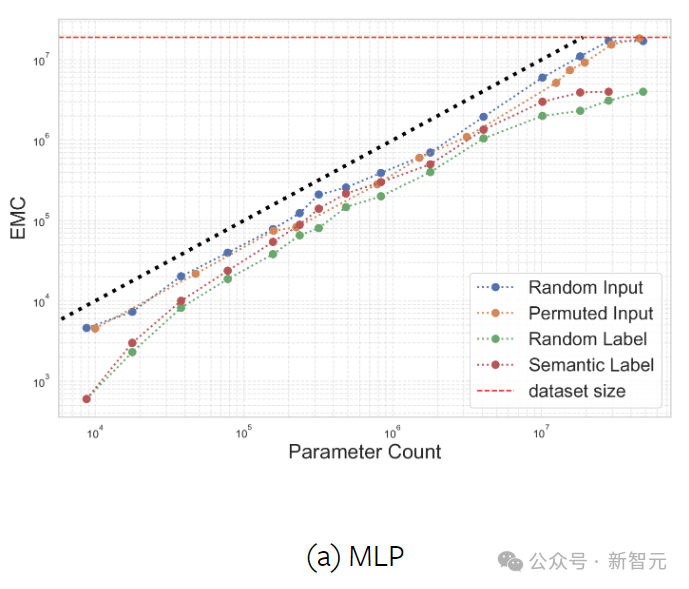 10⁷
10⁶
10⁵
10⁴
10³
EMC
Random Input
Permuted Input
Random Label
Semantic Label
dataset size
10⁴
10⁵
10⁶
10⁷
Parameter Count
(a) MLP
公众号 · 新智元